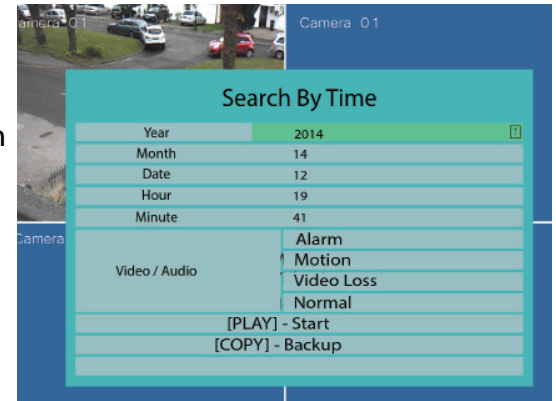 Camera 01
Camera 01
Search By Time
Year 2014
Month 14
Date 12
Hour 19
Minute 41
Video / Audio
Alarm
Motion
Video Loss
Normal
[PLAY] - Start
[COPY] - Backup
Camera